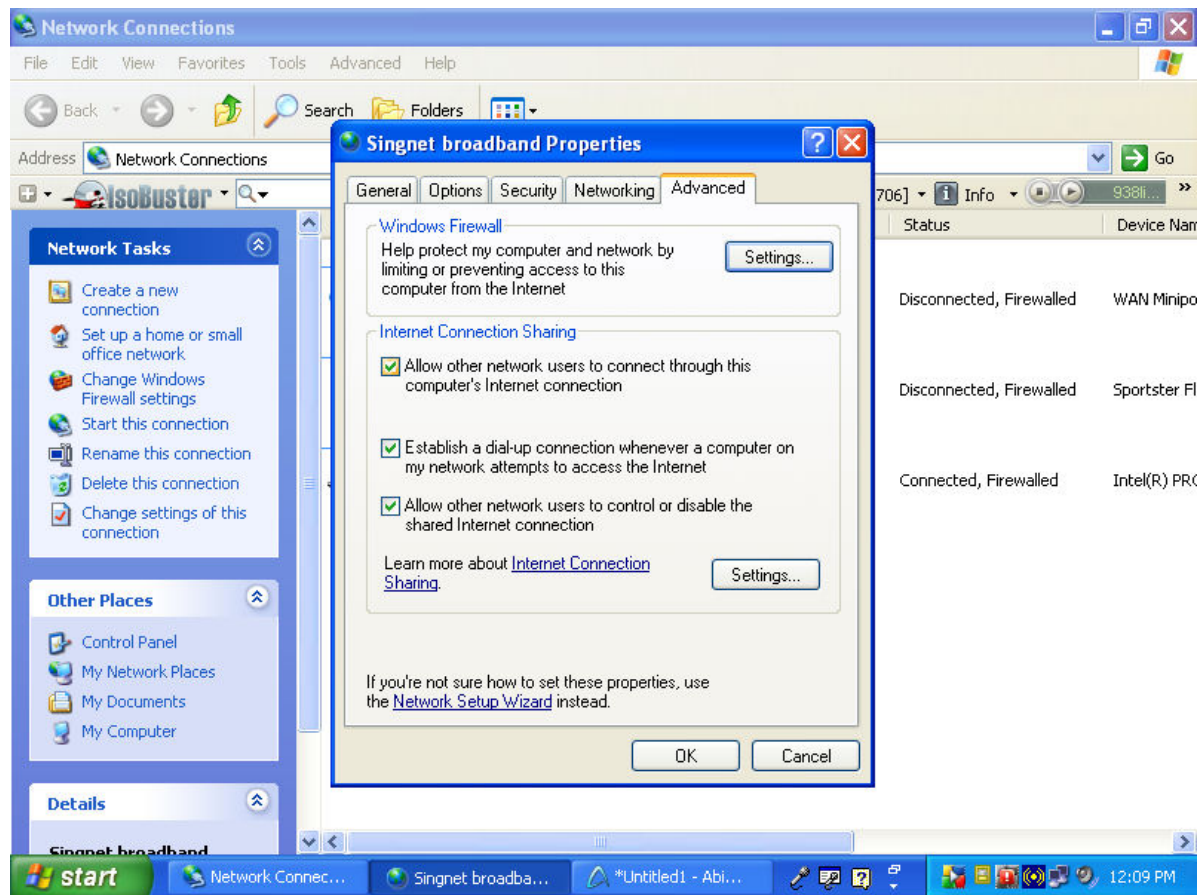 Network Connections
File Edit View Favorites Tools Advanced Help
Back Search Folders
Address Network Connections Go
IsoBuster 706] Info 938li... »
Network Tasks
Create a new
connection
Set up a home or small
office network
Change Windows
Firewall settings
Start this connection
Rename this connection
Delete this connection
Change settings of this
connection
Other Places
Control Panel
My Network Places
My Documents
My Computer
Details
Singnet broadband
Singnet broadband Properties
General Options Security Networking Advanced
Windows Firewall
Help protect my computer and network by
limiting or preventing access to this
computer from the Internet
Settings...
Internet Connection Sharing
Allow other network users to connect through this
computer's Internet connection
Establish a dial-up connection whenever a computer on
my network attempts to access the Internet
Allow other network users to control or disable the
shared Internet connection
Learn more about Internet Connection
Sharing.
Settings...
If you're not sure how to set these properties, use
the Network Setup Wizard instead.
OK Cancel
Status Device Nam
Disconnected, Firewalled WAN Minipo
Disconnected, Firewalled Sportster Fl
Connected, Firewalled Intel(R) PRO
start Network Connec... Singnet broadba... *Untitled1 - Abi... 12:09 PM